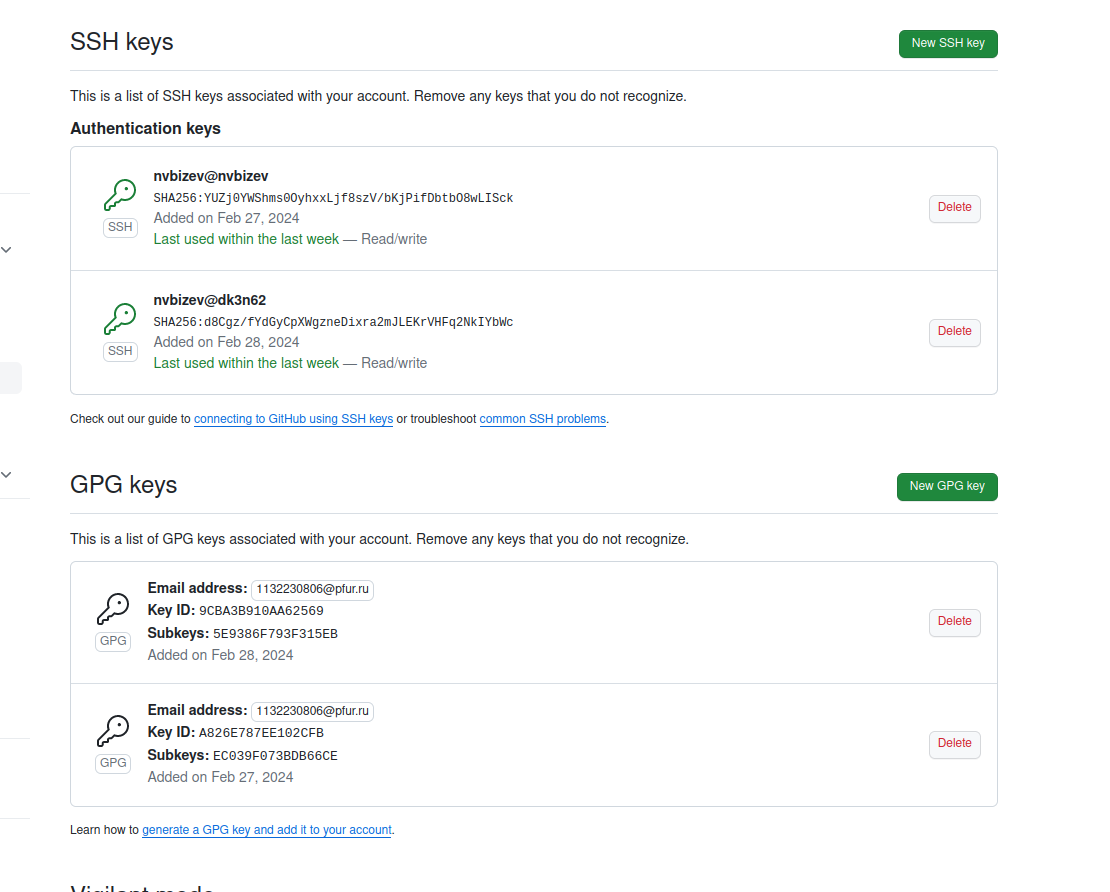 SSH keys
New SSH key
This is a list of SSH keys associated with your account. Remove any keys that you do not recognize.
Authentication keys
nvbizev@nvbizev
SHA256:YUZj0YWShms0OyhxxLjf8szV/bKjPifDbtbO8wLISck
SSH
Added on Feb 27, 2024
Last used within the last week — Read/write
Delete
nvbizev@dk3n62
SHA256:d8Cgz/fYdGyCpXWgzneDixra2mJLEKrVHFq2NkIYbWc
SSH
Added on Feb 28, 2024
Last used within the last week — Read/write
Delete
Check out our guide to connecting to GitHub using SSH keys or troubleshoot common SSH problems.
GPG keys
New GPG key
This is a list of GPG keys associated with your account. Remove any keys that you do not recognize.
Email address: 1132230806@pfur.ru
Key ID: 9CBA3B910AA62569
Subkeys: 5E9386F793F315EB
GPG
Added on Feb 28, 2024
Delete
Email address: 1132230806@pfur.ru
Key ID: A826E787EE102CFB
Subkeys: EC039F073BDB66CE
GPG
Added on Feb 27, 2024
Delete
Learn how to generate a GPG key and add it to your account.
Vigilant mode